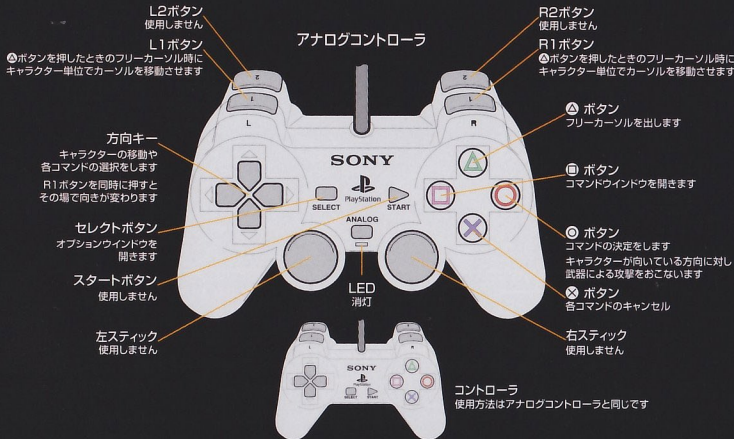 L2ボタン
使用しません
L1ボタン
△ボタンを押したときのフリーカーソル時に
キャラクター単位でカーソルを移動させます
方向キー
キャラクターの移動や
各コマンドの選択をします
R1ボタンを同時に押すと
その場で向きが変わります
セレクトボタン
オプションウインドウを
開きます
スタートボタン
使用しません
左スティック
使用しません
アナログコントローラ
R2ボタン
使用しません
R1ボタン
△ボタンを押したときのフリーカーソル時に
キャラクター単位でカーソルを移動させます
△ ボタン
フリーカーソルを出します
□ ボタン
コマンドウインドウを開きます
○ ボタン
コマンドの決定をします
キャラクターが向いている方向に対し
武器による攻撃をおこないます
× ボタン
各コマンドのキャンセル
右スティック
使用しません
2
1
L
2
1
R
SONY
PlayStation
SELECT
START
ANALOG
LED
消灯
SONY
PlayStation
SELECT
START
コントローラ
使用方法はアナログコントローラと同じです